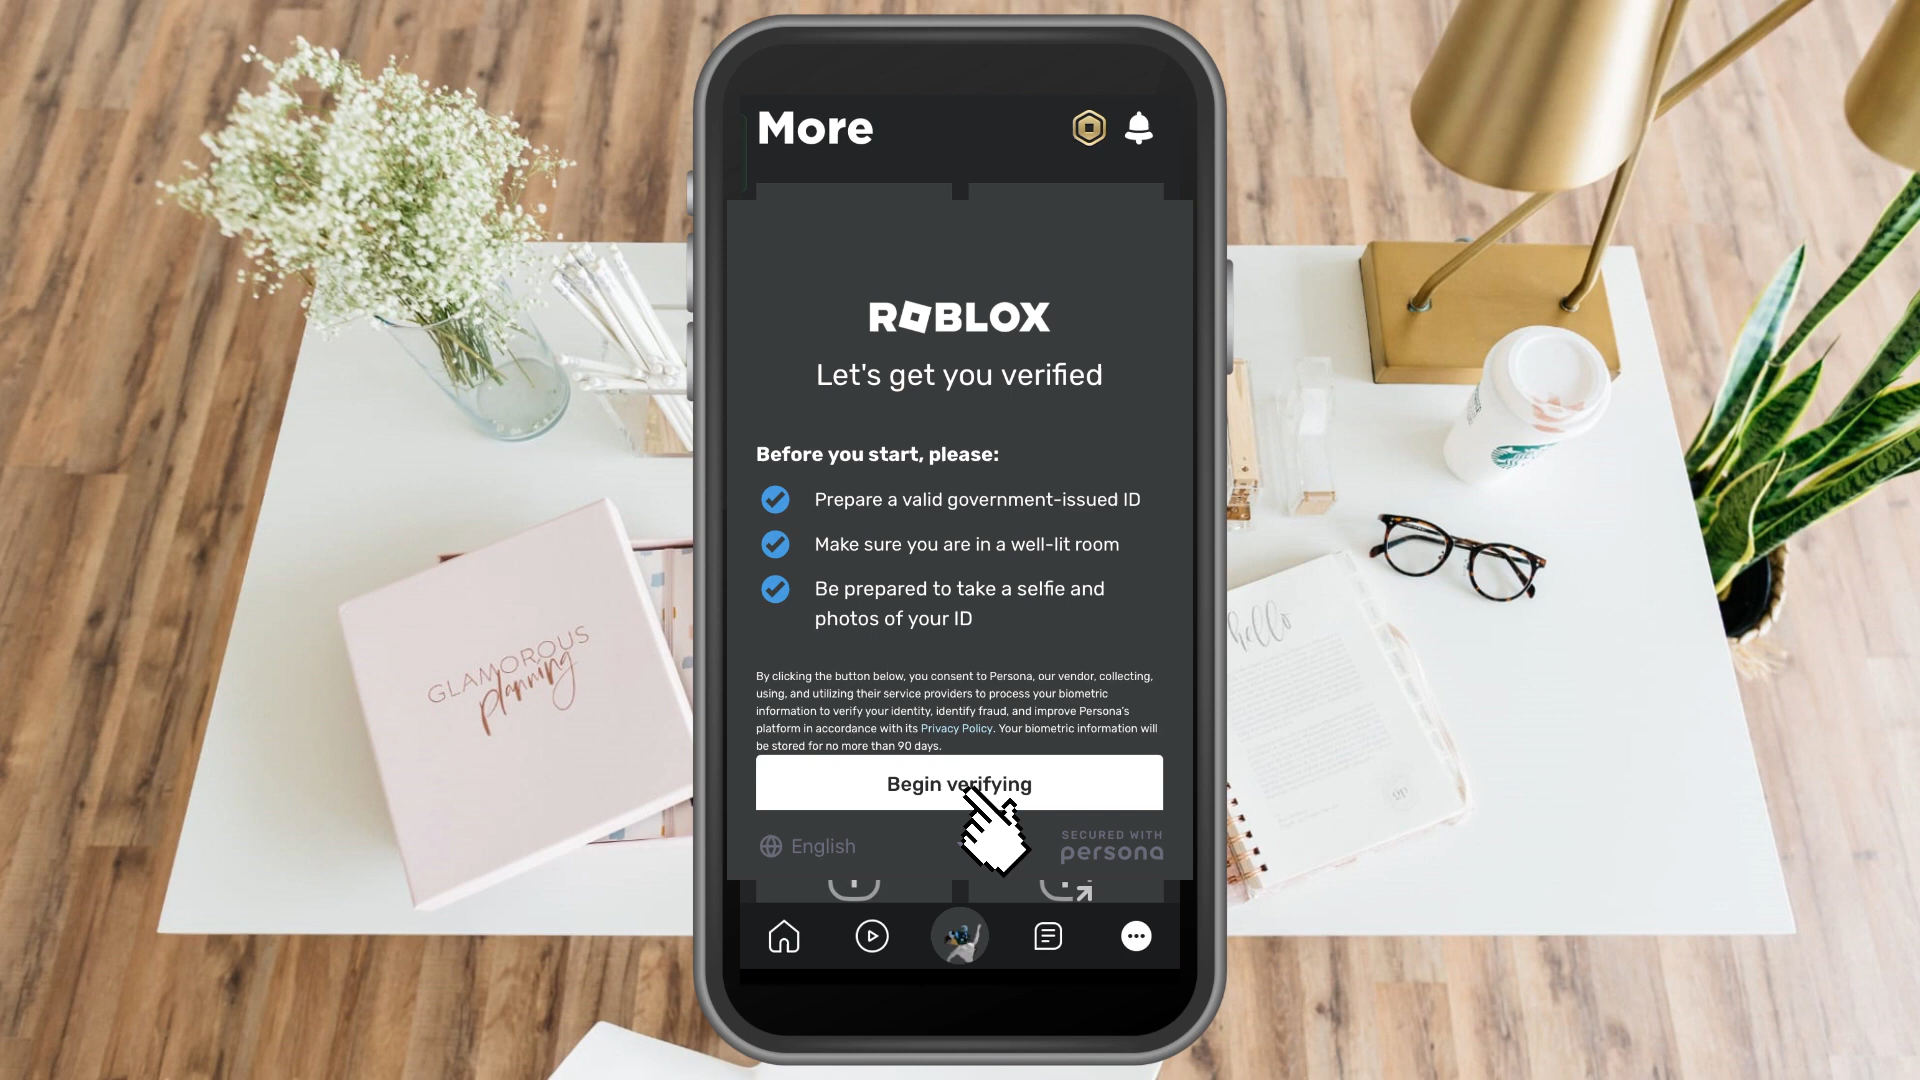 More
ROBLOX
Let's get you verified
Before you start, please:
Prepare a valid government-issued ID
Make sure you are in a well-lit room
Be prepared to take a selfie and
photos of your ID
By clicking the button below, you consent to Persona, our vendor, collecting,
using, and utilizing their service providers to process your biometric
information to verify your identity, identify fraud, and improve Persona's
platform in accordance with its Privacy Policy. Your biometric information will
be stored for no more than 90 days.
Begin verifying
English
SECURED WITH
persona
GLAMOROUS
planning
hello